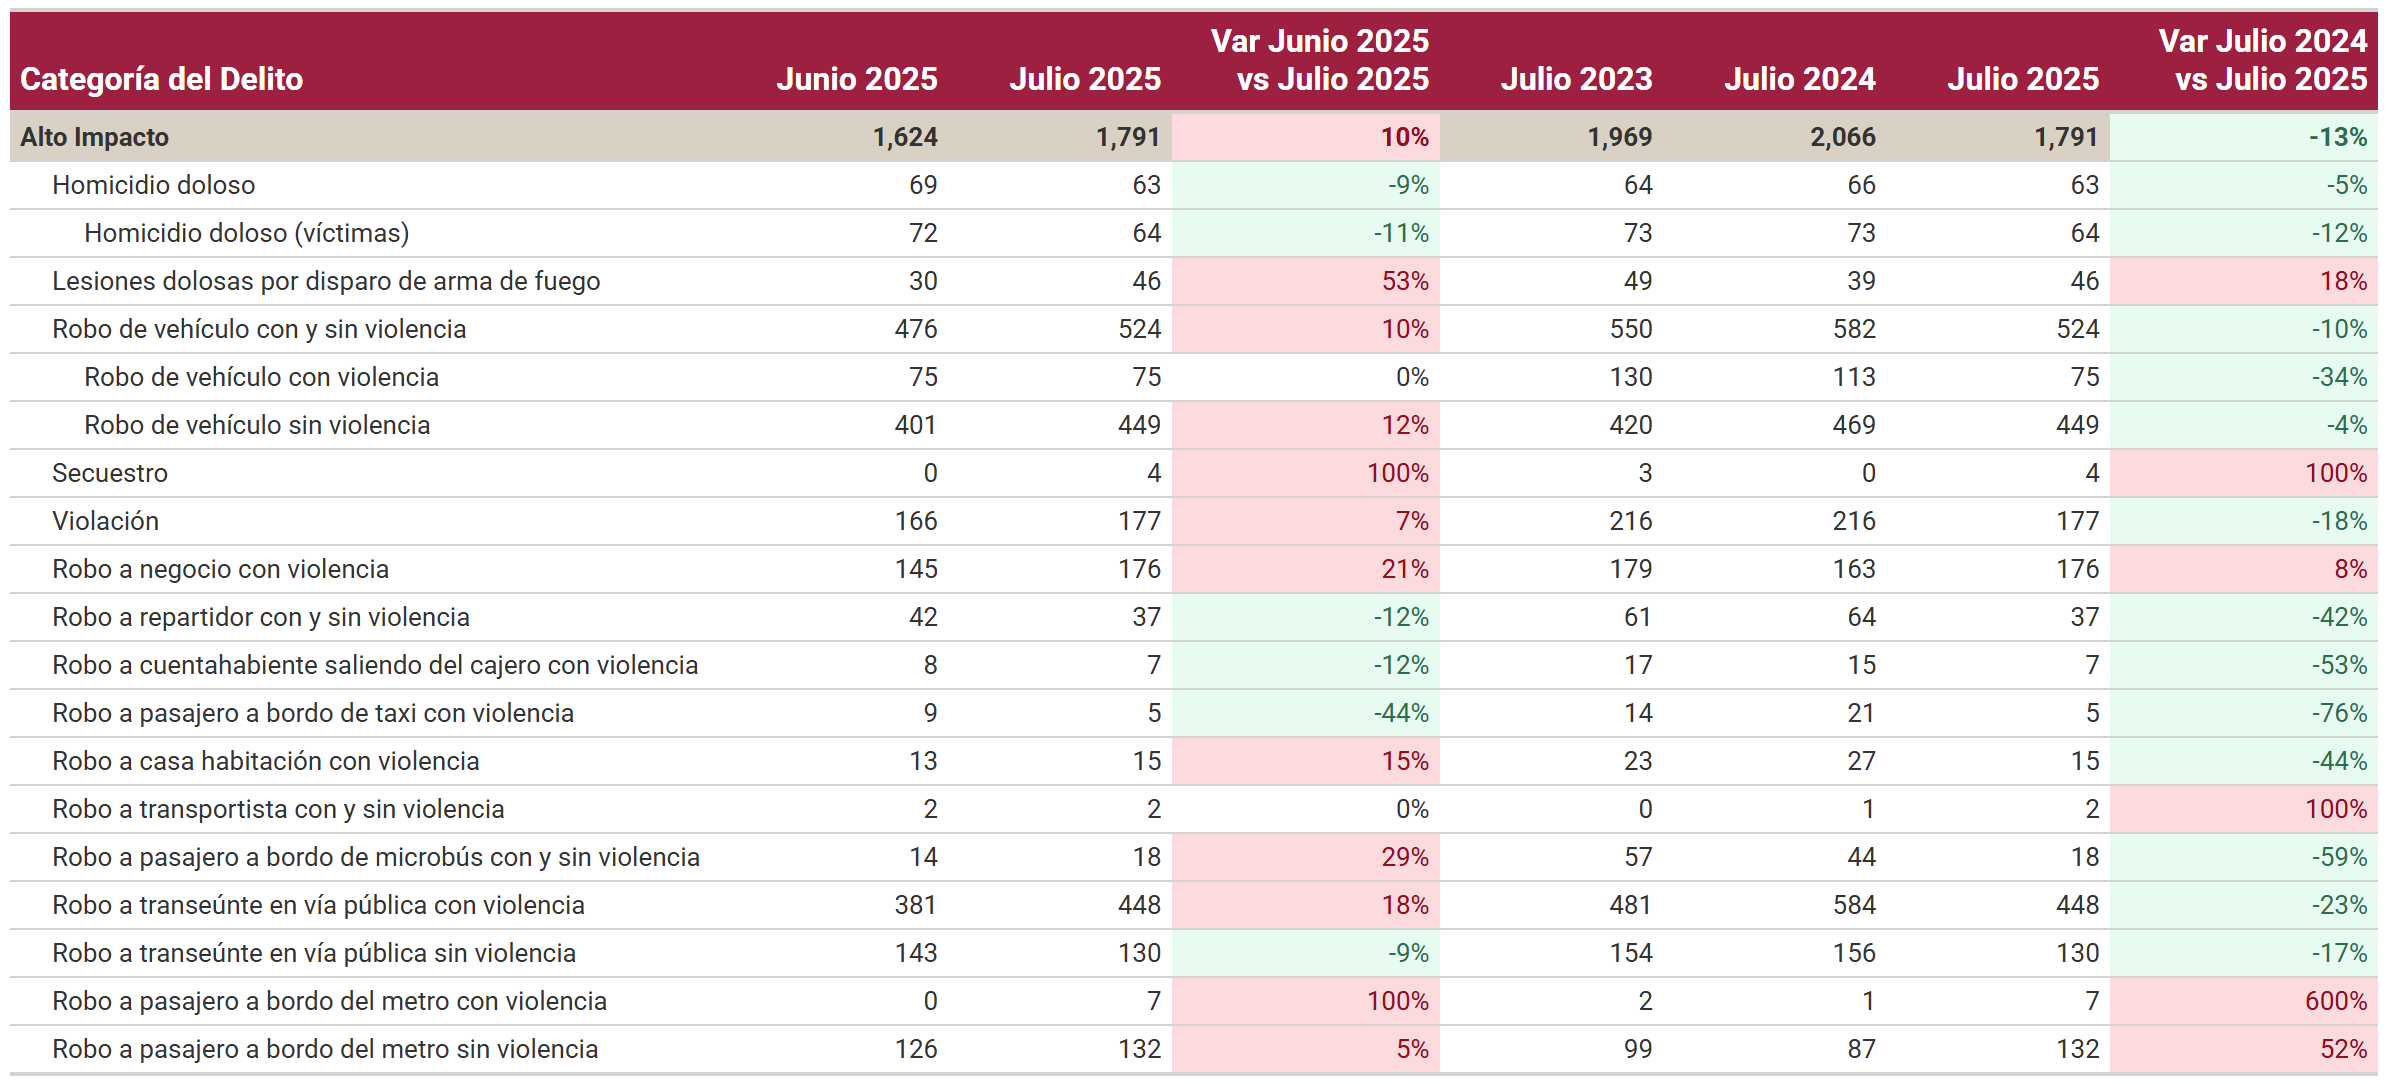 Categoría del Delito Junio 2025 Julio 2025 Var Junio 2025 vs Julio 2025 Julio 2023 Julio 2024 Julio 2025 Var Julio 2024 vs Julio 2025
Alto Impacto 1,624 1,791 10% 1,969 2,066 1,791 -13%
Homicidio doloso 69 63 -9% 64 66 63 -5%
Homicidio doloso (víctimas) 72 64 -11% 73 73 64 -12%
Lesiones dolosas por disparo de arma de fuego 30 46 53% 49 39 46 18%
Robo de vehículo con y sin violencia 476 524 10% 550 582 524 -10%
Robo de vehículo con violencia 75 75 0% 130 113 75 -34%
Robo de vehículo sin violencia 401 449 12% 420 469 449 -4%
Secuestro 0 4 100% 3 0 4 100%
Violación 166 177 7% 216 216 177 -18%
Robo a negocio con violencia 145 176 21% 179 163 176 8%
Robo a repartidor con y sin violencia 42 37 -12% 61 64 37 -42%
Robo a cuentahabiente saliendo del cajero con violencia 8 7 -12% 17 15 7 -53%
Robo a pasajero a bordo de taxi con violencia 9 5 -44% 14 21 5 -76%
Robo a casa habitación con violencia 13 15 15% 23 27 15 -44%
Robo a transportista con y sin violencia 2 2 0% 0 1 2 100%
Robo a pasajero a bordo de microbús con y sin violencia 14 18 29% 57 44 18 -59%
Robo a transeúnte en vía pública con violencia 381 448 18% 481 584 448 -23%
Robo a transeúnte en vía pública sin violencia 143 130 -9% 154 156 130 -17%
Robo a pasajero a bordo del metro con violencia 0 7 100% 2 1 7 600%
Robo a pasajero a bordo del metro sin violencia 126 132 5% 99 87 132 52%